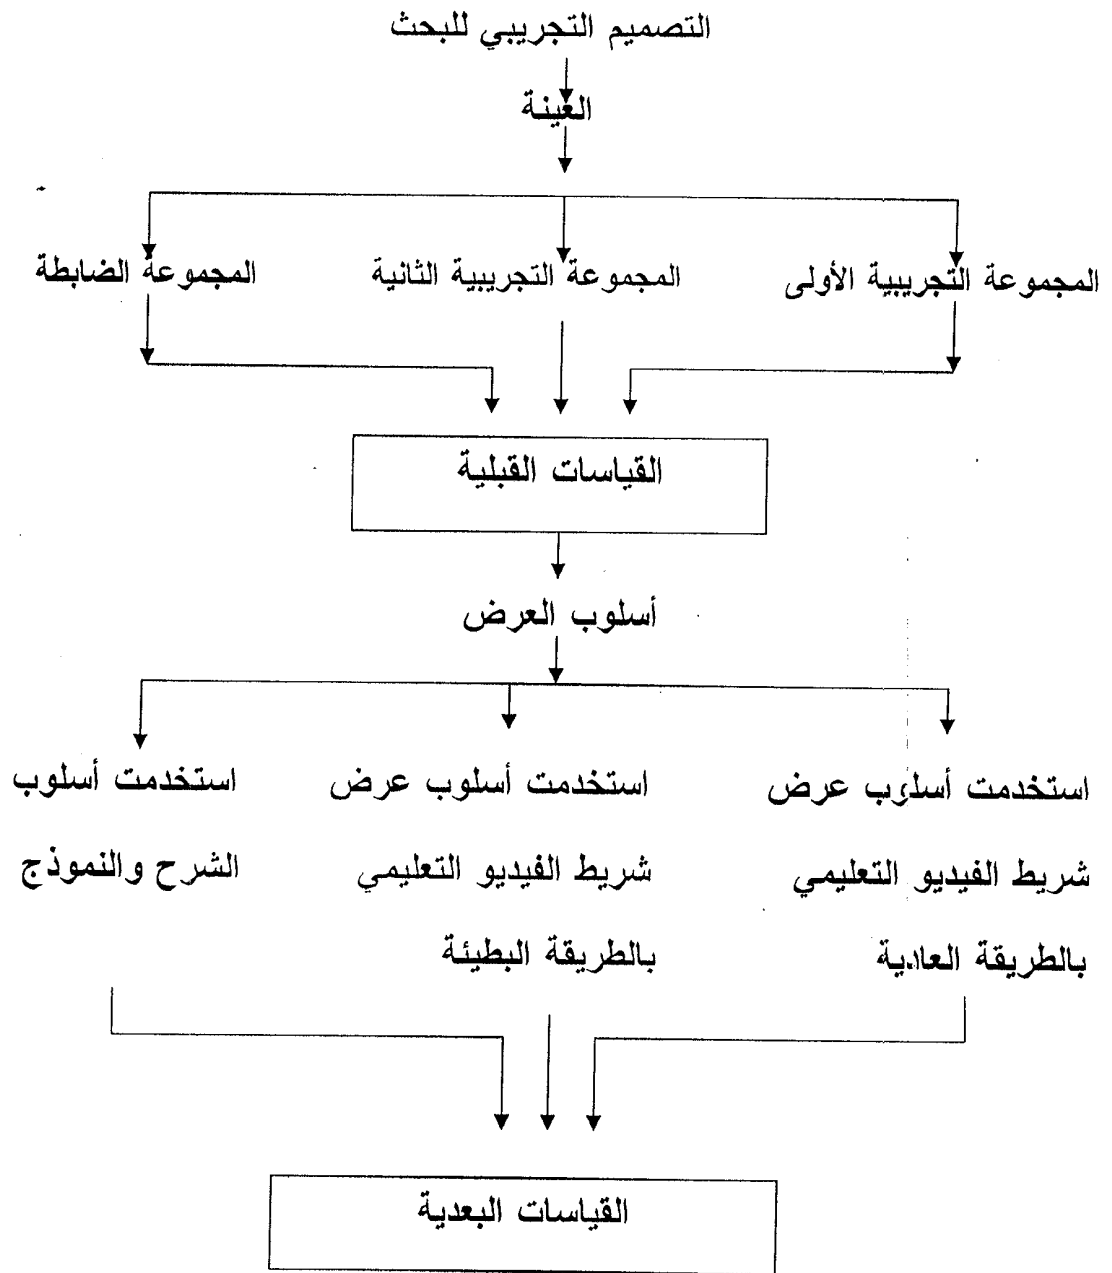 التصميم التجريبي للبحث
العينة
المجموعة التجريبية الأولى
المجموعة التجريبية الثانية
المجموعة الضابطة
القياسات القبلية
أسلوب العرض
استخدمت أسلوب عرض
شريط الفيديو التعليمي
بالطريقة العادية
استخدمت أسلوب عرض
شريط الفيديو التعليمي
بالطريقة البطيئة
استخدمت أسلوب
الشرح والنموذج
القياسات البعدية